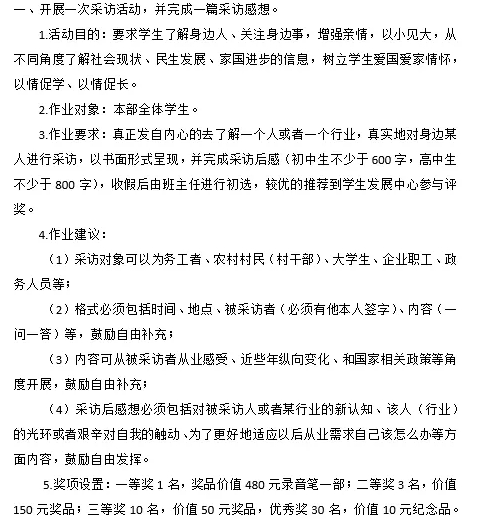 一、开展一次采访活动，并完成一篇采访感想。
1.活动目的：要求学生了解身边人、关注身边事，增强亲情，以小见大，从
不同角度了解社会现状、民生发展、家国进步的信息，树立学生爱国爱家情怀，
以情促学、以情促长。
2.作业对象：本部全体学生。
3.作业要求：真正发自内心的去了解一个人或者一个行业，真实地对身边某
人进行采访，以书面形式呈现，并完成采访后感（初中生不少于600字，高中生
不少于800字），收假后由班主任进行初选，较优的推荐到学生发展中心参与评
奖。
4.作业建议：
（1）采访对象可以为务工者、农村村民（村干部）、大学生、企业职工、政
务人员等；
（2）格式必须包括时间、地点、被采访者（必须有他本人签字）、内容（一
问一答）等，鼓励自由补充；
（3）内容可从被采访者从业感受、近些年纵向变化、和国家相关政策等角
度开展，鼓励自由补充；
（4）采访后感想必须包括对被采访人或者某行业的新认知、该人（行业）
的光环或者艰辛对自我的触动、为了更好地适应以后从业需求自己该怎么办等方
面内容，鼓励自由发挥。
5.奖项设置：一等奖1名，奖品价值480元录音笔一部；二等奖3名，价值
150元奖品；三等奖10名，价值50元奖品，优秀奖30名，价值10元纪念品。